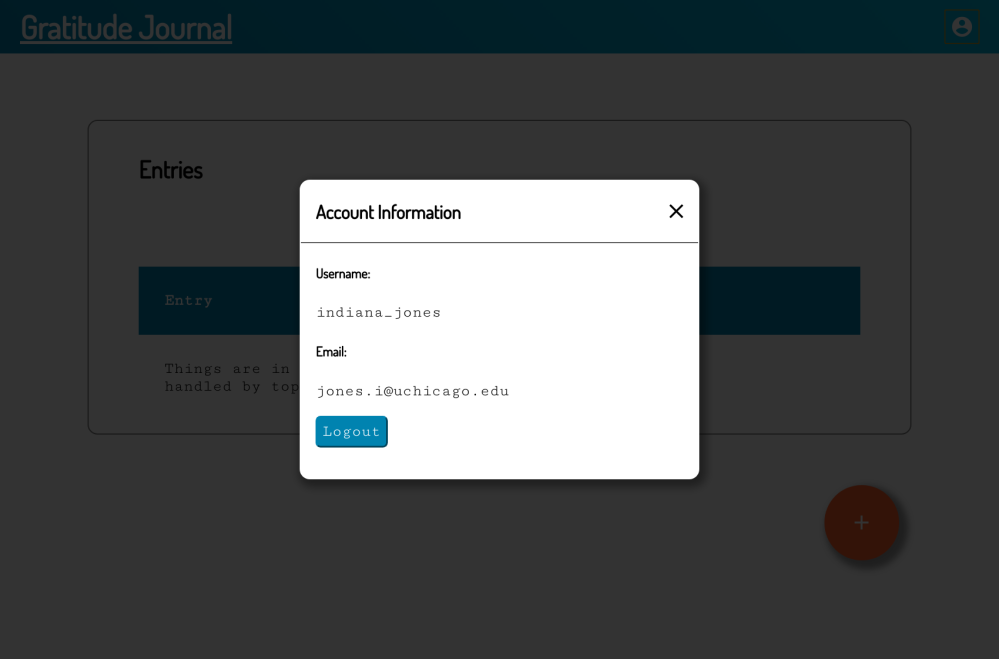 Gratitude Journal
Entries
Account Information
Username:
Entry
indiana_jones
Email:
Things are in
handled by top
jones.i@uchicago.edu
Logout
+